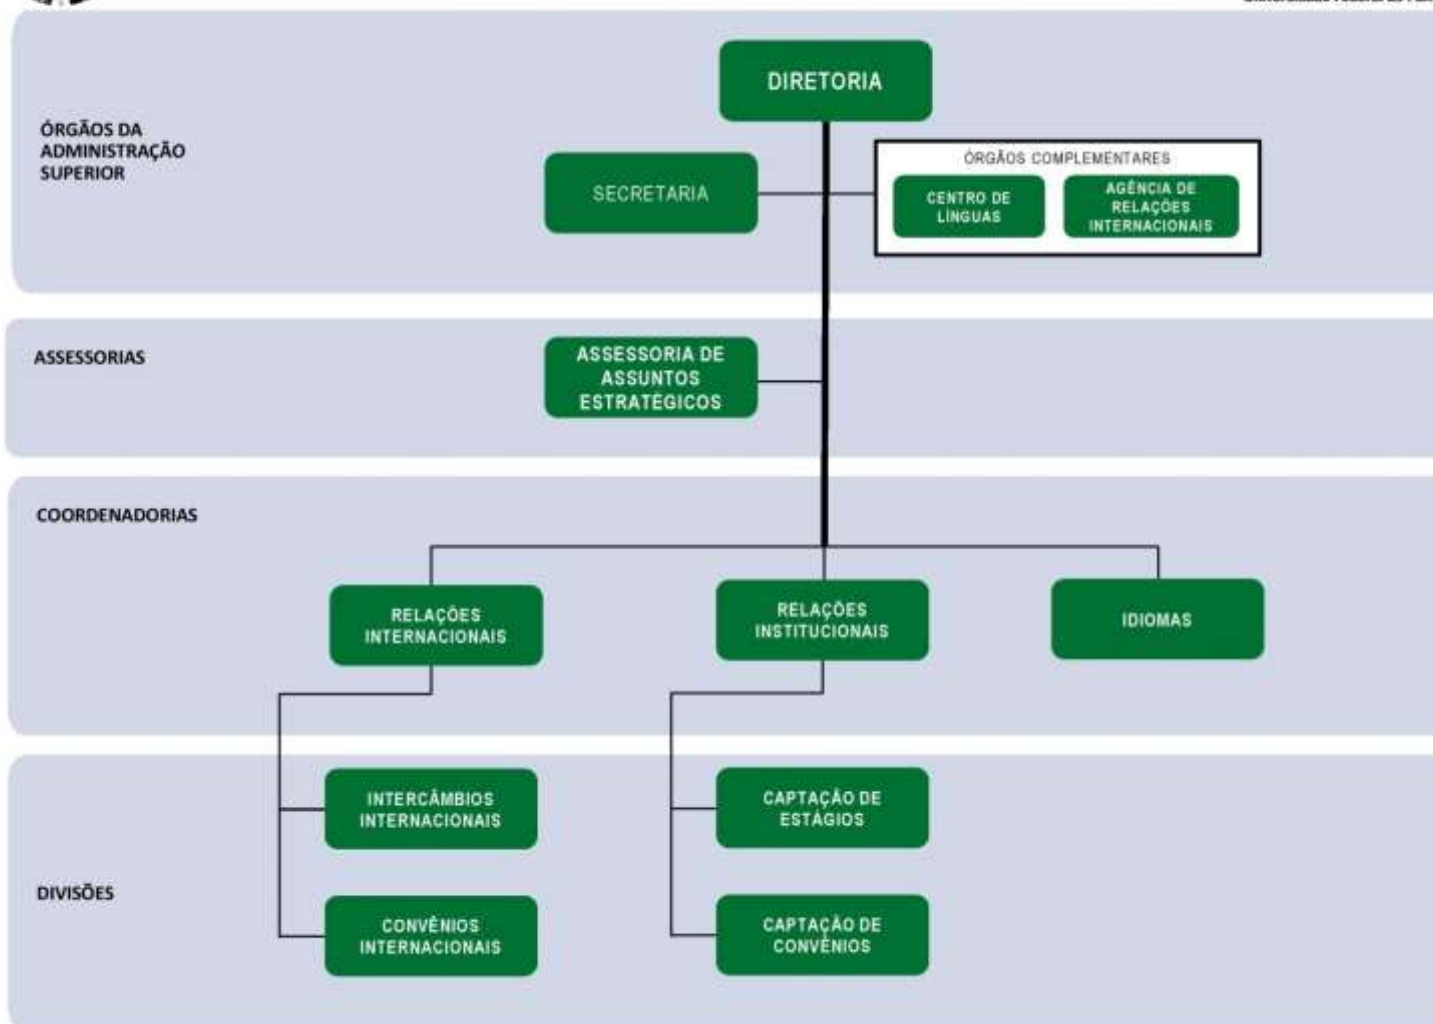 DIRETORIA
ÓRGÃOS DA
ADMINISTRAÇÃO
SUPERIOR
SECRETARIA
ÓRGÃOS COMPLEMENTARES
CENTRO DE
LÍNGUAS
AGÊNCIA DE
RELAÇÕES
INTERNACIONAIS
ASSESSORIAS
ASSESSORIA DE
ASSUNTOS
ESTRATÉGICOS
COORDENADORIAS
RELAÇÕES
INTERNACIONAIS
RELAÇÕES
INSTITUCIONAIS
IDIOMAS
DIVISÕES
INTERCÂMBIOS
INTERNACIONAIS
CAPTAÇÃO DE
ESTÁGIOS
CONVÊNIOS
INTERNACIONAIS
CAPTAÇÃO DE
CONVÊNIOS